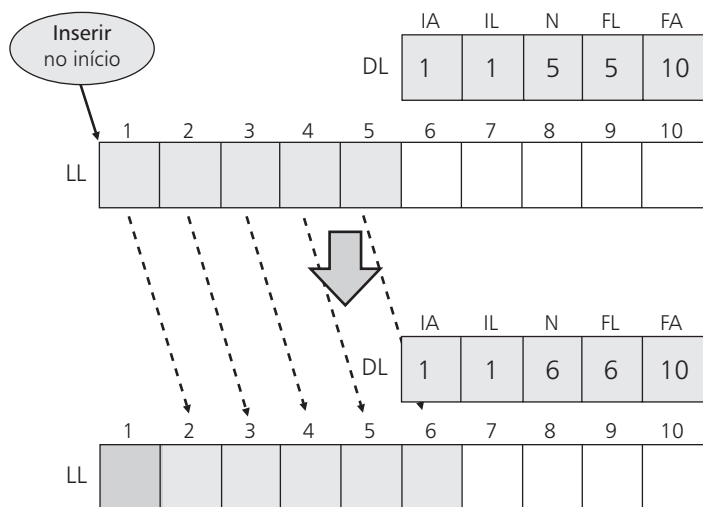 Inserir
no início
IA IL N FL FA
DL 1 1 5 5 10
1 2 3 4 5 6 7 8 9 10
LL
IA IL N FL FA
DL 1 1 6 6 10
1 2 3 4 5 6 7 8 9 10
LL